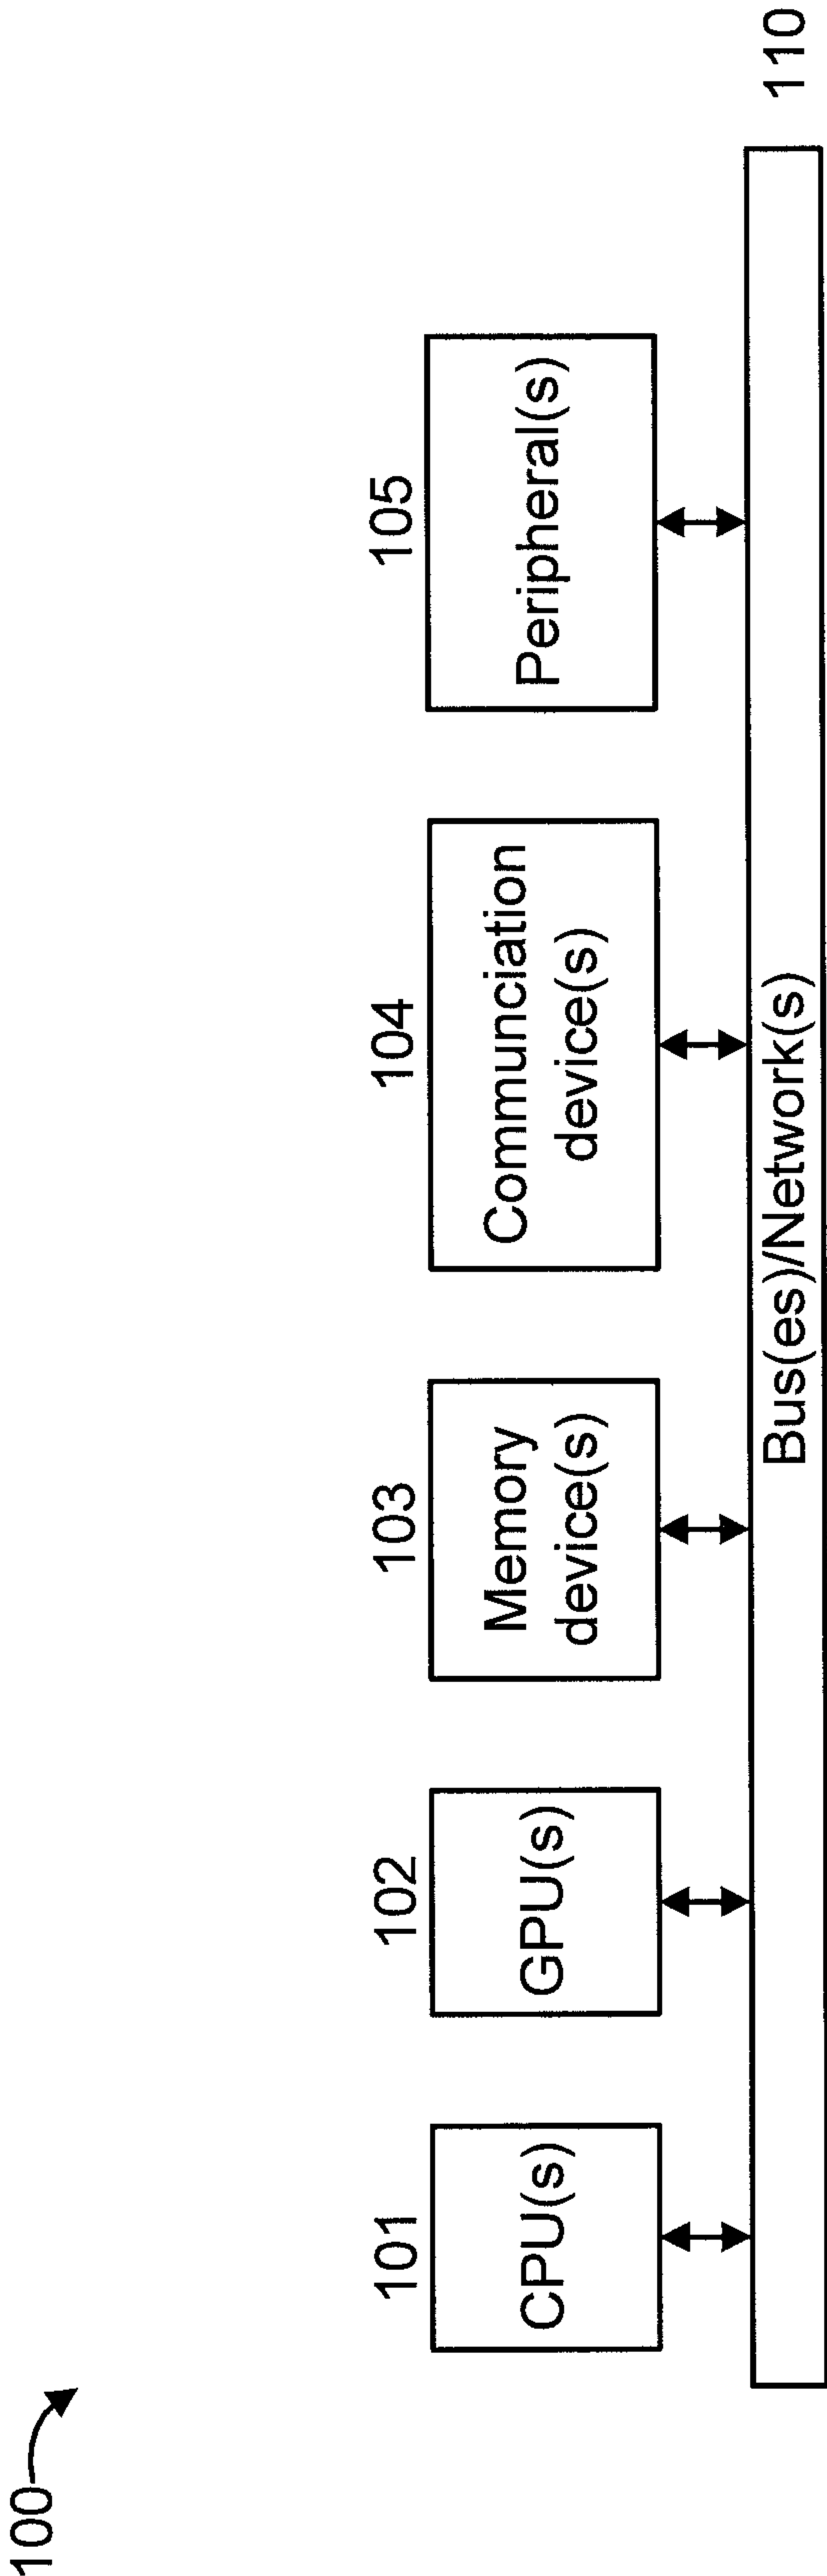 100
101
CPU(s)
102
GPU(s)
103
Memory
device(s)
104
Communciation
device(s)
105
Peripheral(s)
Bus(es)/Network(s)
110